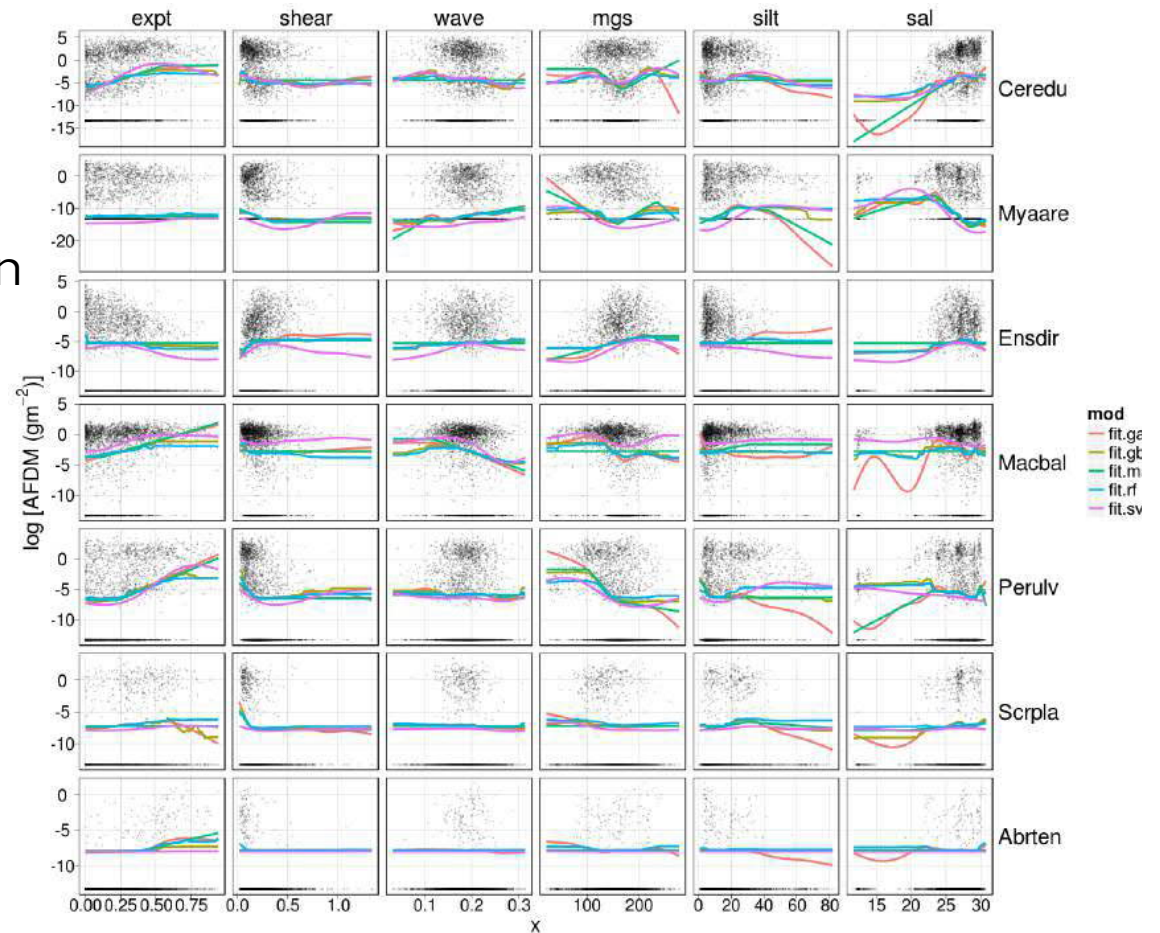 expt shear wave mgs silt sal
5
0
-5
-10
-15
Ceredu
0
-10
-20
Myaare
n
5
0
-5
-10
Ensdir
log [AFDM (gm⁻²)]
5
0
-5
-10
Macbal
mod
fit.ga
fit.gb
fit.m
fit.rf
fit.sv
0
-5
-10
Perulv
0
-5
-10
Scrpla
0
-5
-10
Abrten
0.00 0.25 0.50 0.75 0.0 0.5 1.0 0.1 0.2 0.3 100 200 0 20 40 60 80 15 20 25 30
x